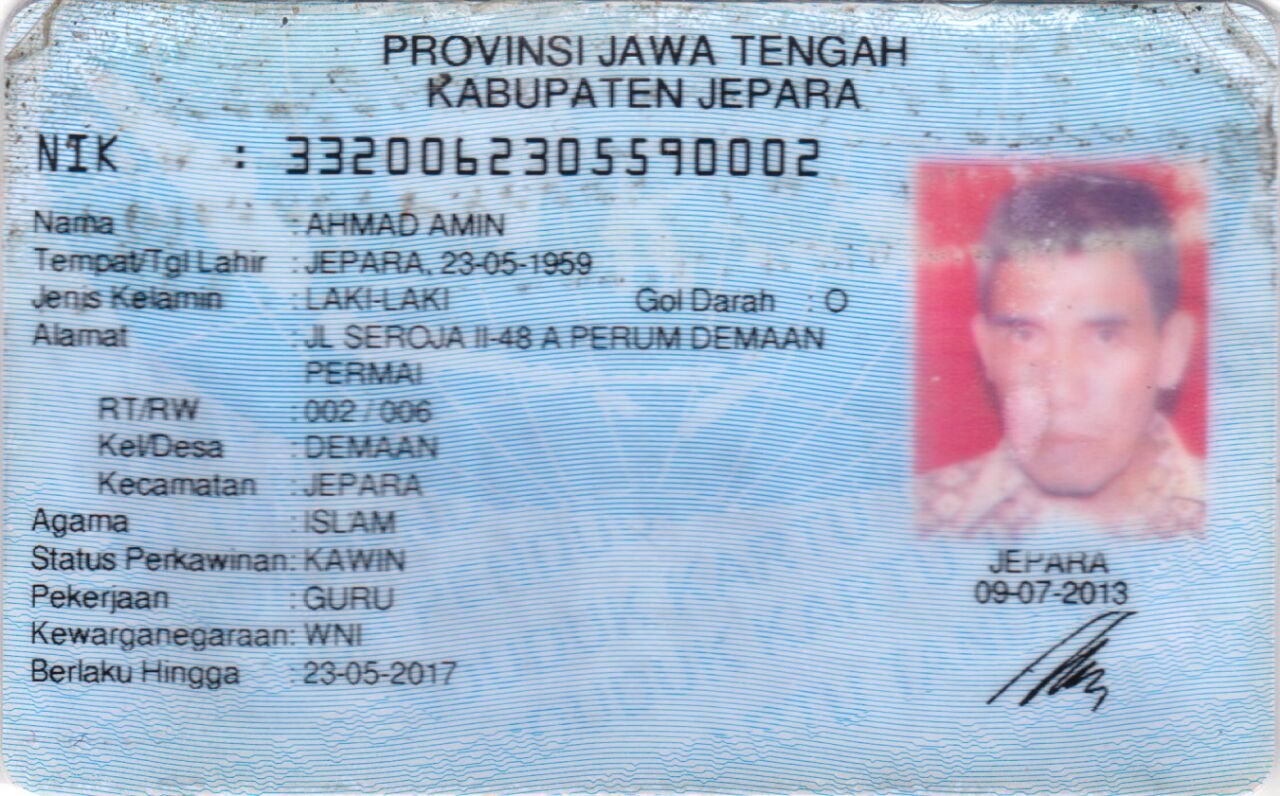 PROVINSI JAWA TENGAH
KABUPATEN JEPARA
NIK : 3320062305590002
Nama : AHMAD AMIN
Tempat/Tgl Lahir : JEPARA, 23-05-1959
Jenis Kelamin : LAKI-LAKI Gol Darah : O
Alamat : JL SEROJA II-48 A PERUM DEMAAN
PERMAI
RT/RW : 002 / 006
Kel/Desa : DEMAAN
Kecamatan : JEPARA
Agama : ISLAM
Status Perkawinan: KAWIN
Pekerjaan : GURU
Kewarganegaraan: WNI
Berlaku Hingga : 23-05-2017
JEPARA
09-07-2013